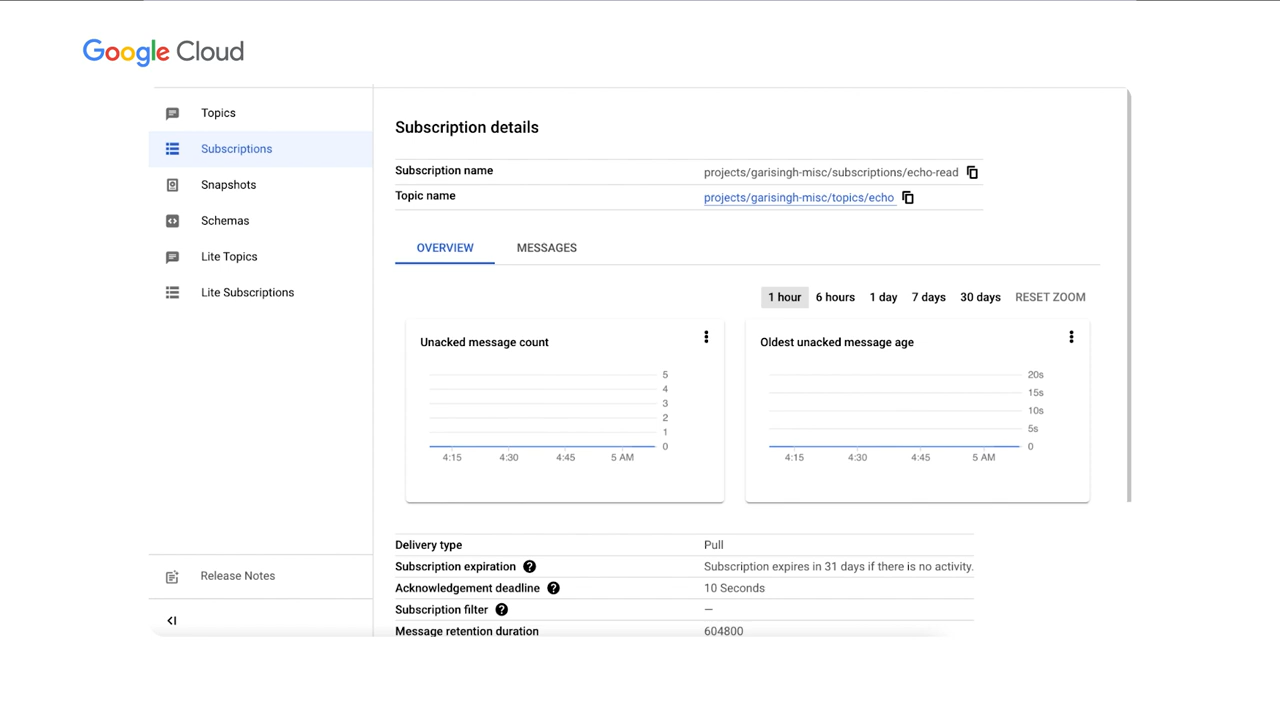 Google Cloud
Topics
Subscriptions
Snapshots
Schemas
Lite Topics
Lite Subscriptions
Release Notes
Subscription details
Subscription name projects/garisingh-misc/subscriptions/echo-read
Topic name projects/garisingh-misc/topics/echo
OVERVIEW MESSAGES
1 hour 6 hours 1 day 7 days 30 days RESET ZOOM
Unacked message count
5
4
3
2
1
0
4:15 4:30 4:45 5 AM
Oldest unacked message age
20s
15s
10s
5s
0
4:15 4:30 4:45 5 AM
Delivery type Pull
Subscription expiration ? Subscription expires in 31 days if there is no activity.
Acknowledgement deadline ? 10 Seconds
Subscription filter ? —
Message retention duration 604800